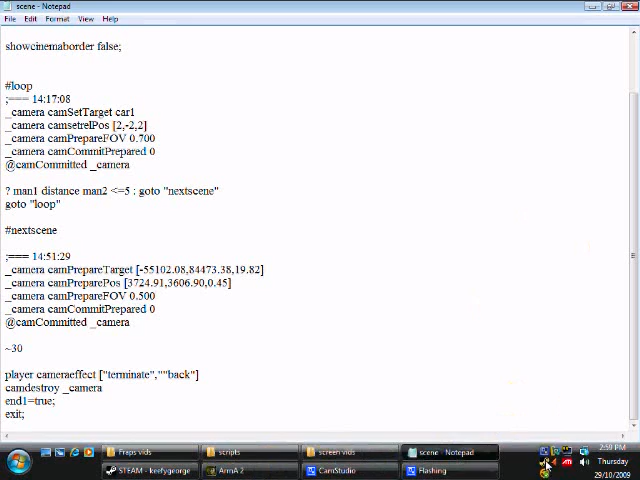 scene - Notepad
File Edit Format View Help
showcinemaborder false;
#loop
;=== 14:17:08
_camera camSetTarget car1
_camera camsetrelPos [2,-2,2]
_camera camPrepareFOV 0.700
_camera camCommitPrepared 0
@camCommitted _camera
? man1 distance man2 <=5 : goto "nextscene"
goto "loop"
#nextscene
;=== 14:51:29
_camera camPrepareTarget [-55102.08,84473.38,19.82]
_camera camPreparePos [3724.91,3606.90,0.45]
_camera camPrepareFOV 0.500
_camera camCommitPrepared 0
@camCommitted _camera
~30
player cameraeffect ["terminate",""back"]
camdestroy _camera
end1=true;
exit;
Fraps vids scripts screen vids scene - Notepad 2:59 PM
STEAM - keefygeorge ArmA 2 CamStudio Flashing Thursday
29/10/2009